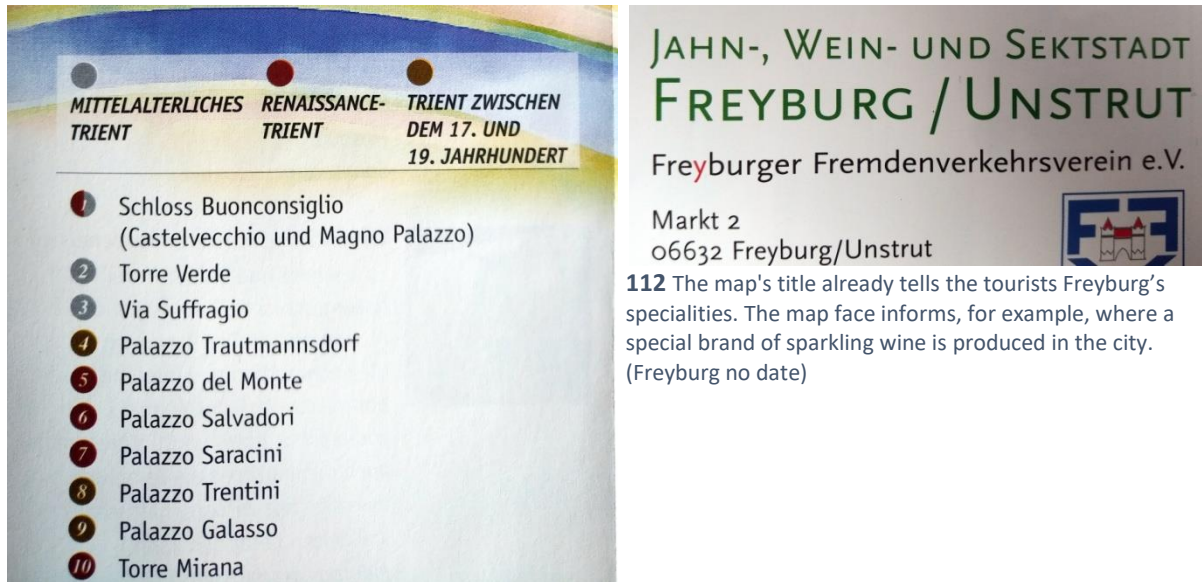 MITTELALTERLICHES TRIENT
RENAISSANCE-TRIENT
TRIENT ZWISCHEN DEM 17. UND 19. JAHRHUNDERT
1 Schloss Buonconsiglio
(Castelvecchio und Magno Palazzo)
2 Torre Verde
3 Via Suffragio
4 Palazzo Trautmannsdorf
5 Palazzo del Monte
6 Palazzo Salvadori
7 Palazzo Saracini
8 Palazzo Trentini
9 Palazzo Galasso
10 Torre Mirana
JAHN-, WEIN- UND SEKTSTADT
FREYBURG / UNSTRUT
Freyburger Fremdenverkehrsverein e.V.
Markt 2
06632 Freyburg/Unstrut
112 The map's title already tells the tourists Freyburg’s
specialities. The map face informs, for example, where a
special brand of sparkling wine is produced in the city.
(Freyburg no date)